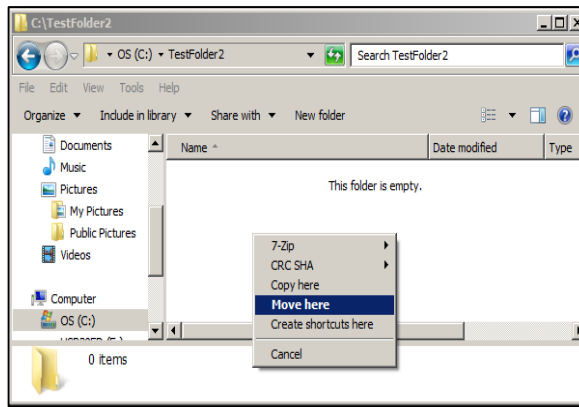 C:\TestFolder2
OS (C:) TestFolder2 Search TestFolder2
File Edit View Tools Help
Organize Include in library Share with New folder
Documents
Music
Pictures
My Pictures
Public Pictures
Videos
Computer
OS (C:)
Name Date modified Type
This folder is empty.
7-Zip
CRC SHA
Copy here
Move here
Create shortcuts here
Cancel
0 items